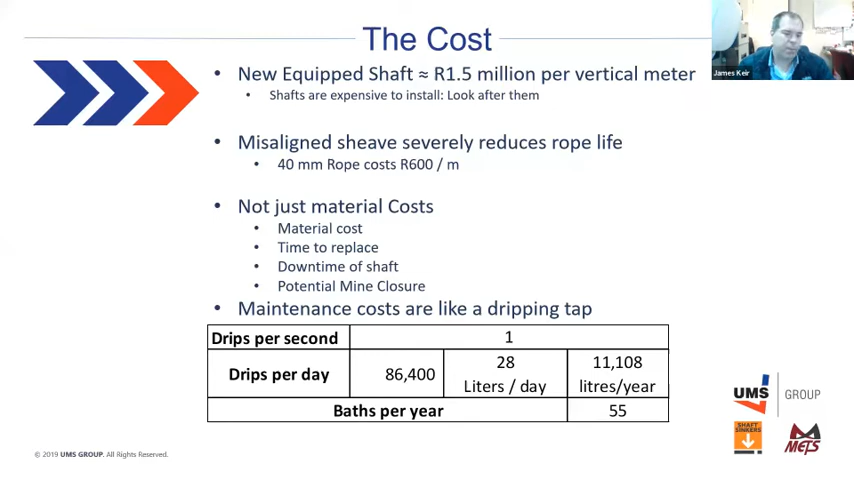 The Cost
James Keir
New Equipped Shaft ≈ R1.5 million per vertical meter
Shafts are expensive to install: Look after them
Misaligned sheave severely reduces rope life
40 mm Rope costs R600 / m
Not just material Costs
Material cost
Time to replace
Downtime of shaft
Potential Mine Closure
Maintenance costs are like a dripping tap
Drips per second 1
Drips per day 86,400 28 Liters / day 11,108 litres/year
Baths per year 55
UMS GROUP
SHAFT SINKERS
METS
© 2019 UMS GROUP. All Rights Reserved.